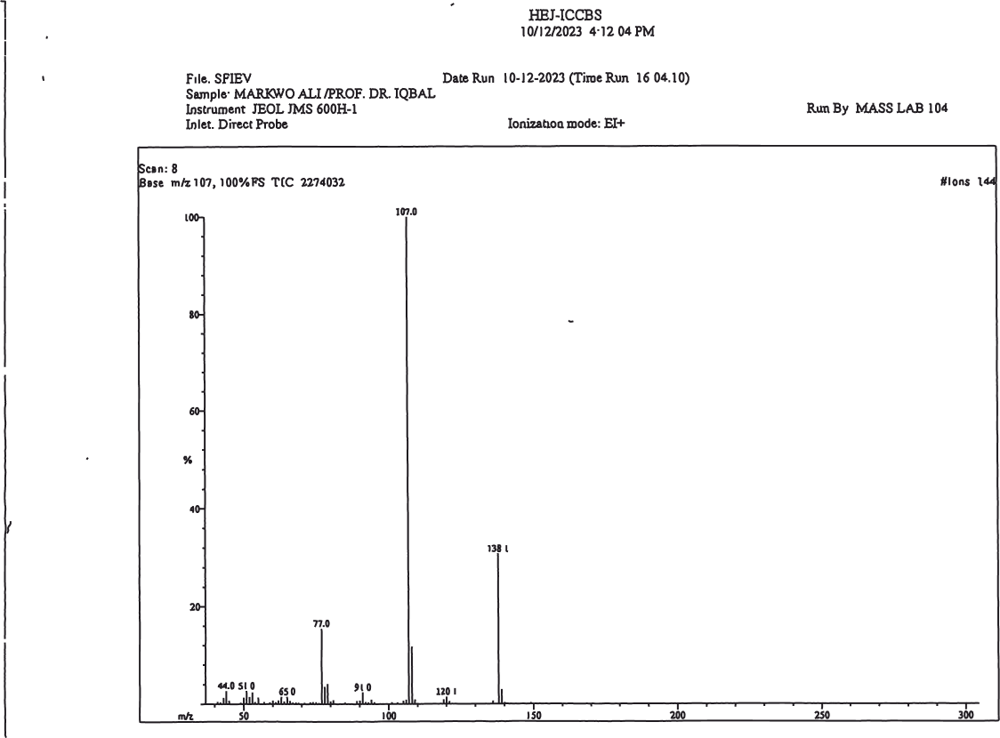 HEJ-ICCBS
10/12/2023 4·12 04 PM
File. SPIEV Date Run 10-12-2023 (Time Run 16 04.10)
Sample· MARKWO ALI /PROF. DR. IQBAL
Instrument JEOL JMS 600H-1 Run By MASS LAB 104
Inlet. Direct Probe Ionization mode: EI+
Scan: 8
Base m/z 107, 100%FS TIC 2274032 #Ions 144
107.0
100
80
60
%
40
138 1
20
77.0
44.0 51 0 65 0 91 0 120 1
m/z 50 100 150 200 250 300